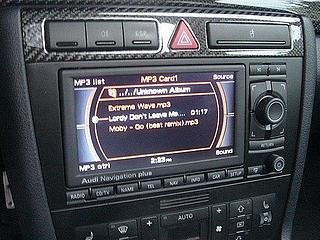 MP3 list MP3 Card1 Source
../../Unknown Album
Extreme Ways.mp3
Lordy Don't Leave Me.... 01:17
Moby - Go (beat remix).mp3
MP3 ctrl 2:23PM Sound
RETURN
Audi Navigation plus
RADIO CD/TV NAME TEL NAV INFO CAR SETUP
AUTO